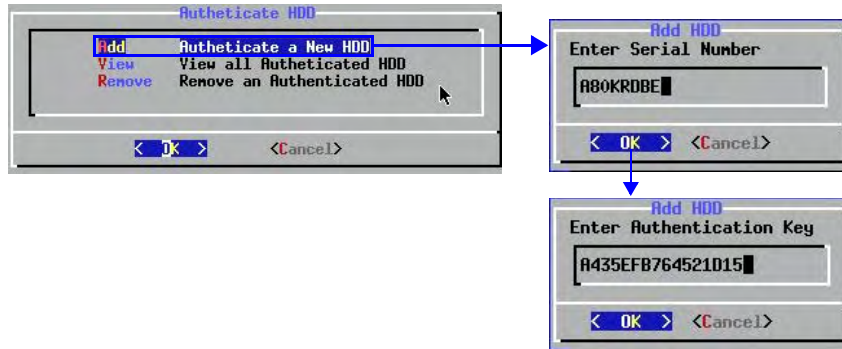 Autheticate HDD
Add Autheticate a New HDD
View View all Autheticated HDD
Remove Remove an Authenticated HDD
< OK > <Cancel>
Add HDD
Enter Serial Number
A80KRDBE
< OK > <Cancel>
Add HDD
Enter Authentication Key
A435EFB764521D15
< OK > <Cancel>